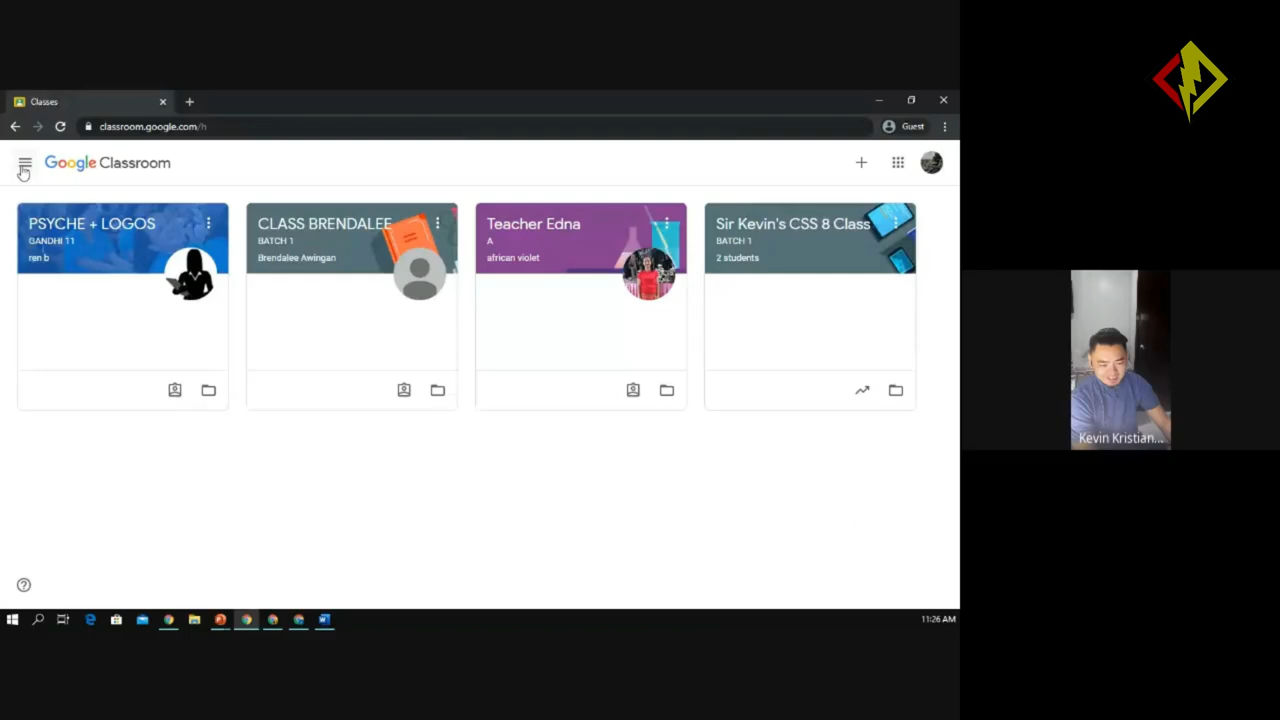 Classes
classroom.google.com/h
Guest
Google Classroom
PSYCHE + LOGOS
GANDHI 11
ren b
CLASS BRENDALEE
BATCH 1
Brendalee Awingan
Teacher Edna
A
african violet
Sir Kevin's CSS 8 Class
BATCH 1
2 students
Kevin Kristian...
11:26 AM